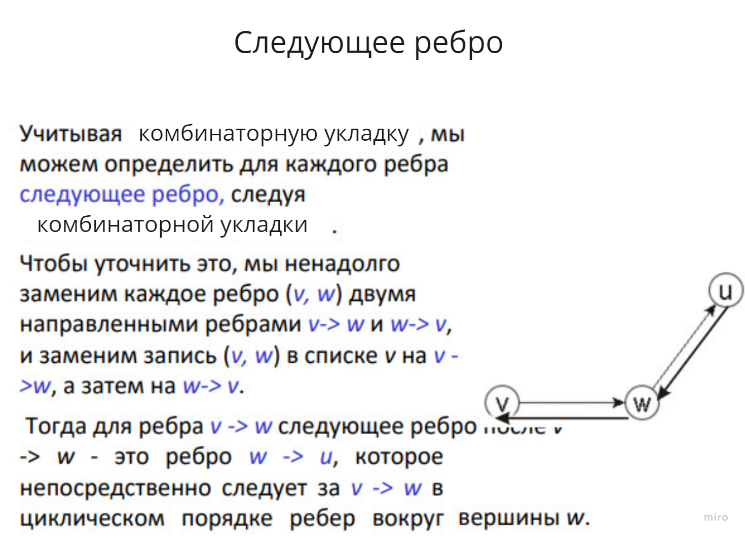 Следующее ребро
Учитывая комбинаторную укладку , мы
можем определить для каждого ребра
следующее ребро, следуя
комбинаторной укладки .
Чтобы уточнить это, мы ненадолго
заменим каждое ребро (v, w) двумя
направленными ребрами v-> w и w-> v,
и заменим запись (v, w) в списке v на v -
>w, а затем на w-> v.
Тогда для ребра v -> w следующее ребро после v
-> w - это ребро w -> u, которое
непосредственно следует за v -> w в
циклическом порядке ребер вокруг вершины w.
u
v
w
miro